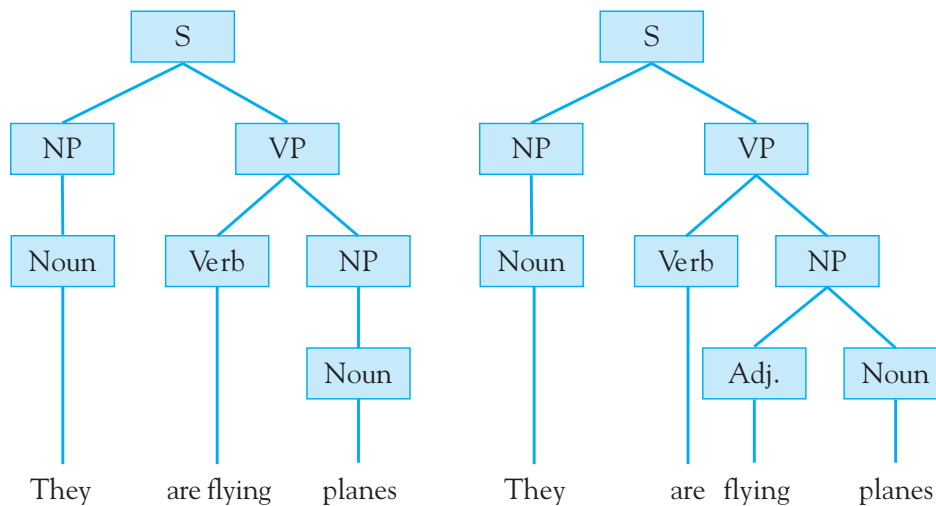 S S
NP VP NP VP
Noun Verb NP Noun Verb NP
Noun Adj. Noun
They are flying planes They are flying planes